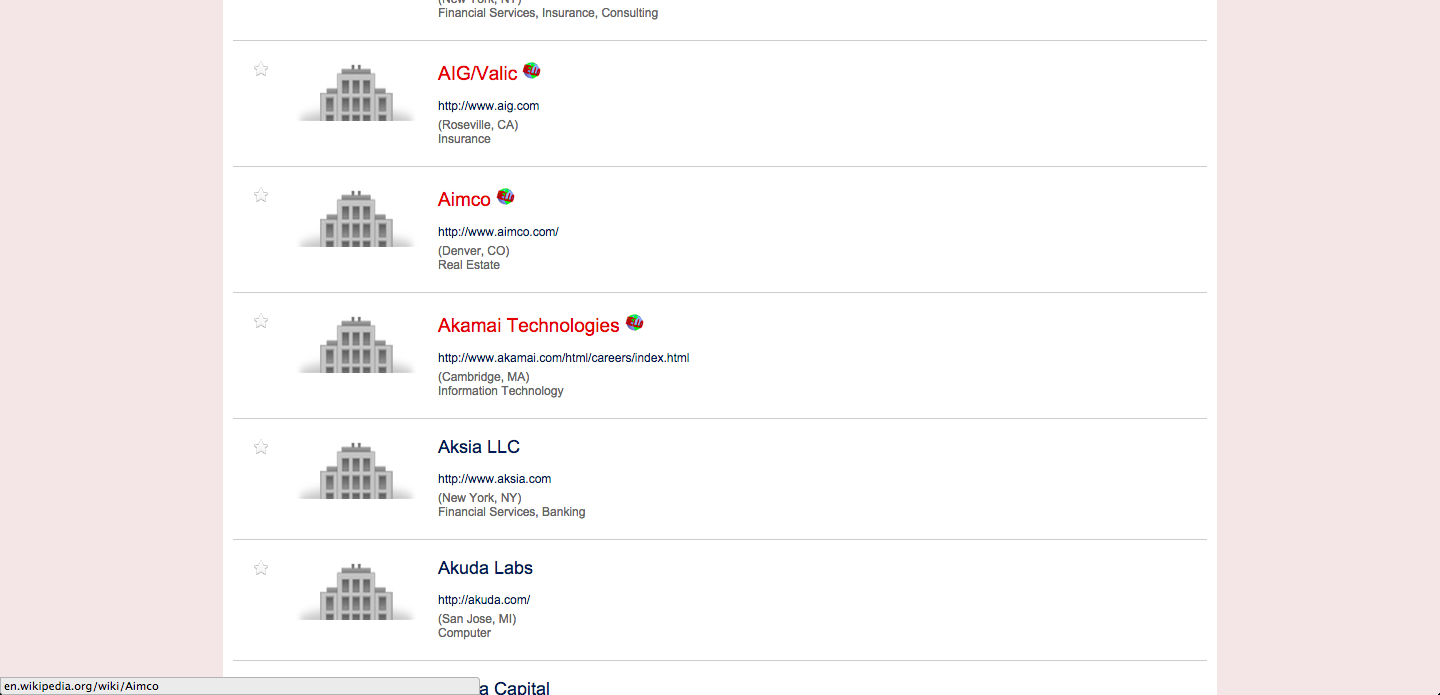 (New York, NY)
Financial Services, Insurance, Consulting
AIG/Valic
http://www.aig.com
(Roseville, CA)
Insurance
Aimco
http://www.aimco.com/
(Denver, CO)
Real Estate
Akamai Technologies
http://www.akamai.com/html/careers/index.html
(Cambridge, MA)
Information Technology
Aksia LLC
http://www.aksia.com
(New York, NY)
Financial Services, Banking
Akuda Labs
http://akuda.com/
(San Jose, MI)
Computer
a Capital
en.wikipedia.org/wiki/Aimco